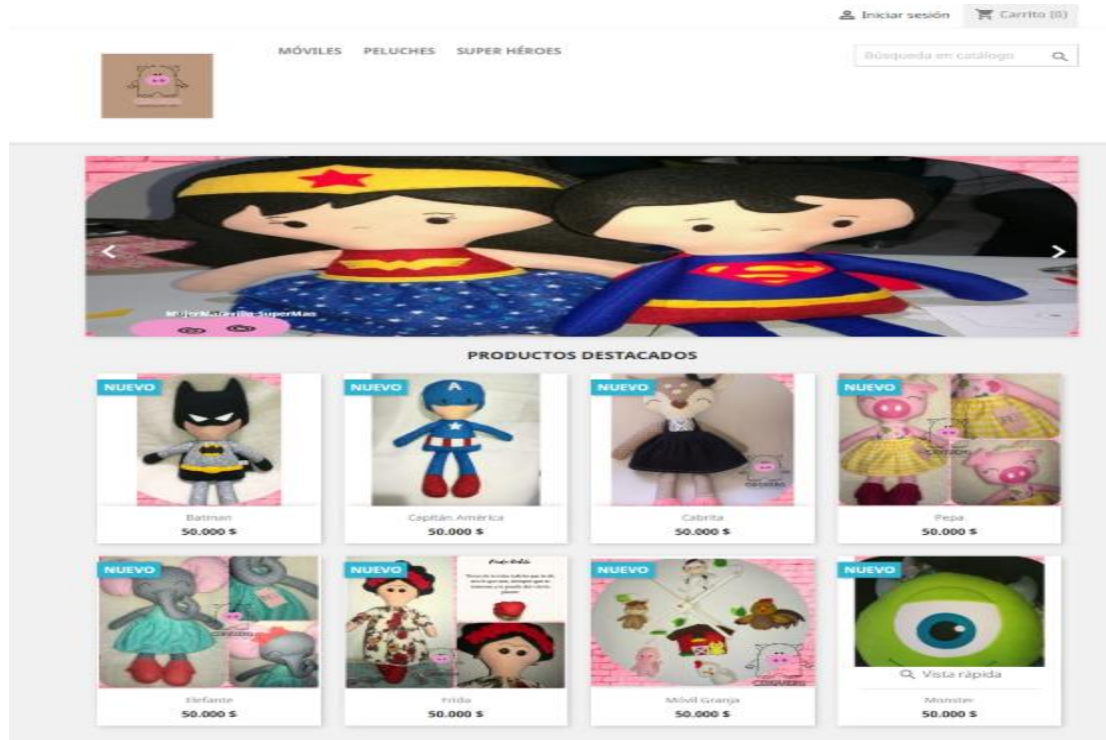 Iniciar sesión
Carrito (0)
MÓVILES
PELUCHES
SUPER HÉROES
Búsqueda en catálogo
SuperMan
PRODUCTOS DESTACADOS
NUEVO
NUEVO
NUEVO
NUEVO
Batman
Capitán América
Cabrita
Pepa
50.000 $
50.000 $
50.000 $
50.000 $
NUEVO
NUEVO
NUEVO
NUEVO
Vista rápida
Elefante
Frida
Móvil Granja
Monster
50.000 $
50.000 $
50.000 $
50.000 $